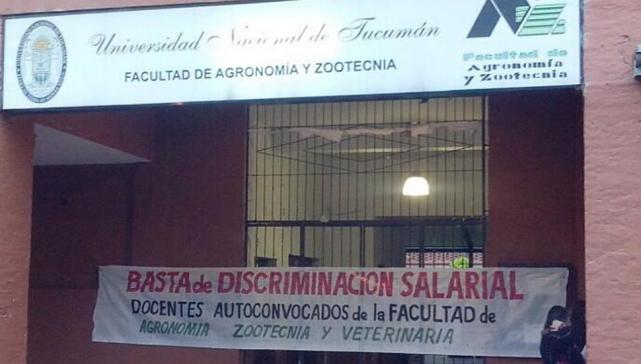 Universidad Nacional de Tucumán
FACULTAD DE AGRONOMÍA Y ZOOTECNIA
Facultad de
Agronomía
y Zootecnia
BASTA de DISCRIMINACION SALARIAL
DOCENTES AUTOCONVOCADOS de la FACULTAD de
AGRONOMIA ZOOTECNIA Y VETERINARIA